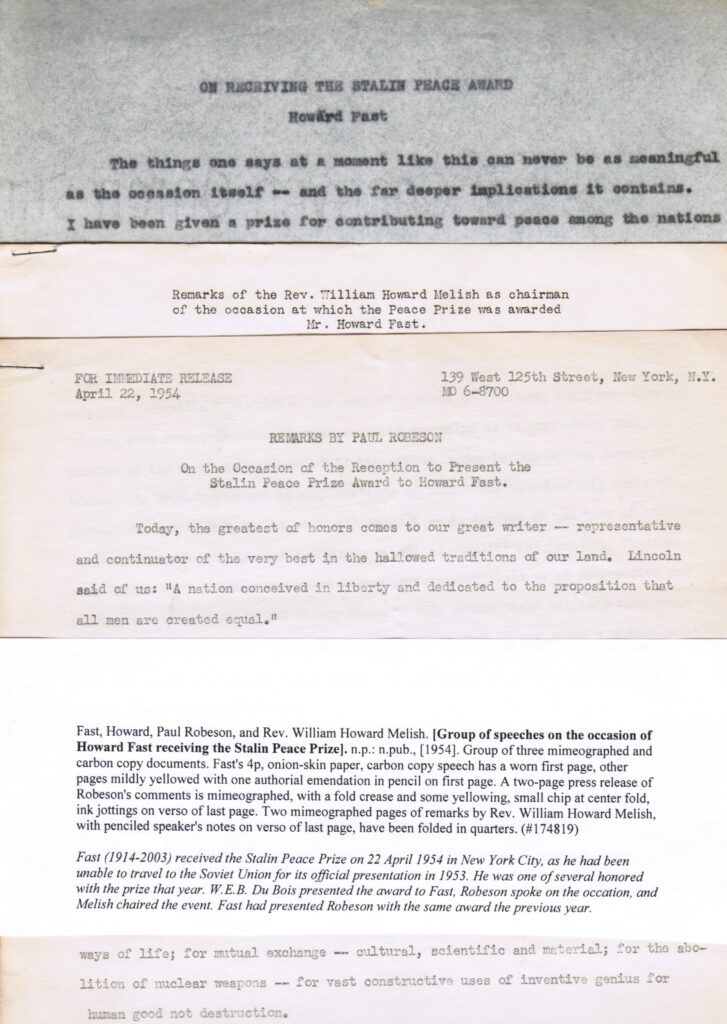 ON RECEIVING THE STALIN PEACE AWARD
Howard Fast
The things one says at a moment like this can never be as meaningful
as the occasion itself -- and the far deeper implications it contains.
I have been given a prize for contributing toward peace among the nations
Remarks of the Rev. William Howard Melish as chairman
of the occasion at which the Peace Prize was awarded
Mr. Howard Fast.
FOR IMMEDIATE RELEASE
139 West 125th Street, New York, N.Y.
April 22, 1954
MO 6-8700
REMARKS BY PAUL ROBESON
On the Occasion of the Reception to Present the
Stalin Peace Prize Award to Howard Fast.
Today, the greatest of honors comes to our great writer -- representative
and continuator of the very best in the hallowed traditions of our land. Lincoln
said of us: "A nation conceived in liberty and dedicated to the proposition that
all men are created equal."
Fast, Howard, Paul Robeson, and Rev. William Howard Melish. [Group of speeches on the occasion of
Howard Fast receiving the Stalin Peace Prize]. n.p.: n.pub., [1954]. Group of three mimeographed and
carbon copy documents. Fast's 4p, onion-skin paper, carbon copy speech has a worn first page, other
pages mildly yellowed with one authorial emendation in pencil on first page. A two-page press release of
Robeson's comments is mimeographed, with a fold crease and some yellowing, small chip at center fold,
ink jottings on verso of last page. Two mimeographed pages of remarks by Rev. William Howard Melish,
with penciled speaker's notes on verso of last page, have been folded in quarters. (#174819)
Fast (1914-2003) received the Stalin Peace Prize on 22 April 1954 in New York City, as he had been
unable to travel to the Soviet Union for its official presentation in 1953. He was one of several honored
with the prize that year. W.E.B. Du Bois presented the award to Fast, Robeson spoke on the occation, and
Melish chaired the event. Fast had presented Robeson with the same award the previous year.
ways of life; for mutual exchange -- cultural, scientific and material; for the abo-
lition of nuclear weapons -- for vast constructive uses of inventive genius for
human good not destruction.